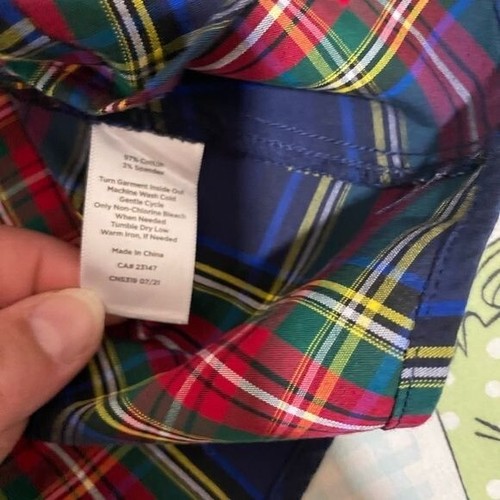 97% Cotton
3% Spandex
Turn Garment Inside Out
Machine Wash Cold
Gentle Cycle
Only Non-Chlorine Bleach
When Needed
Tumble Dry Low
Warm Iron, If Needed
Made in China
CA# 23147
CNS319 07/21